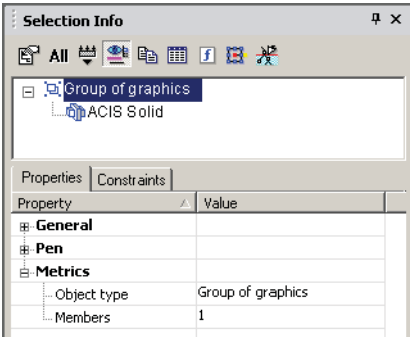 Selection Info
All
Group of graphics
ACIS Solid
Properties Constraints
Property Value
General
Pen
Metrics
Object type Group of graphics
Members 1